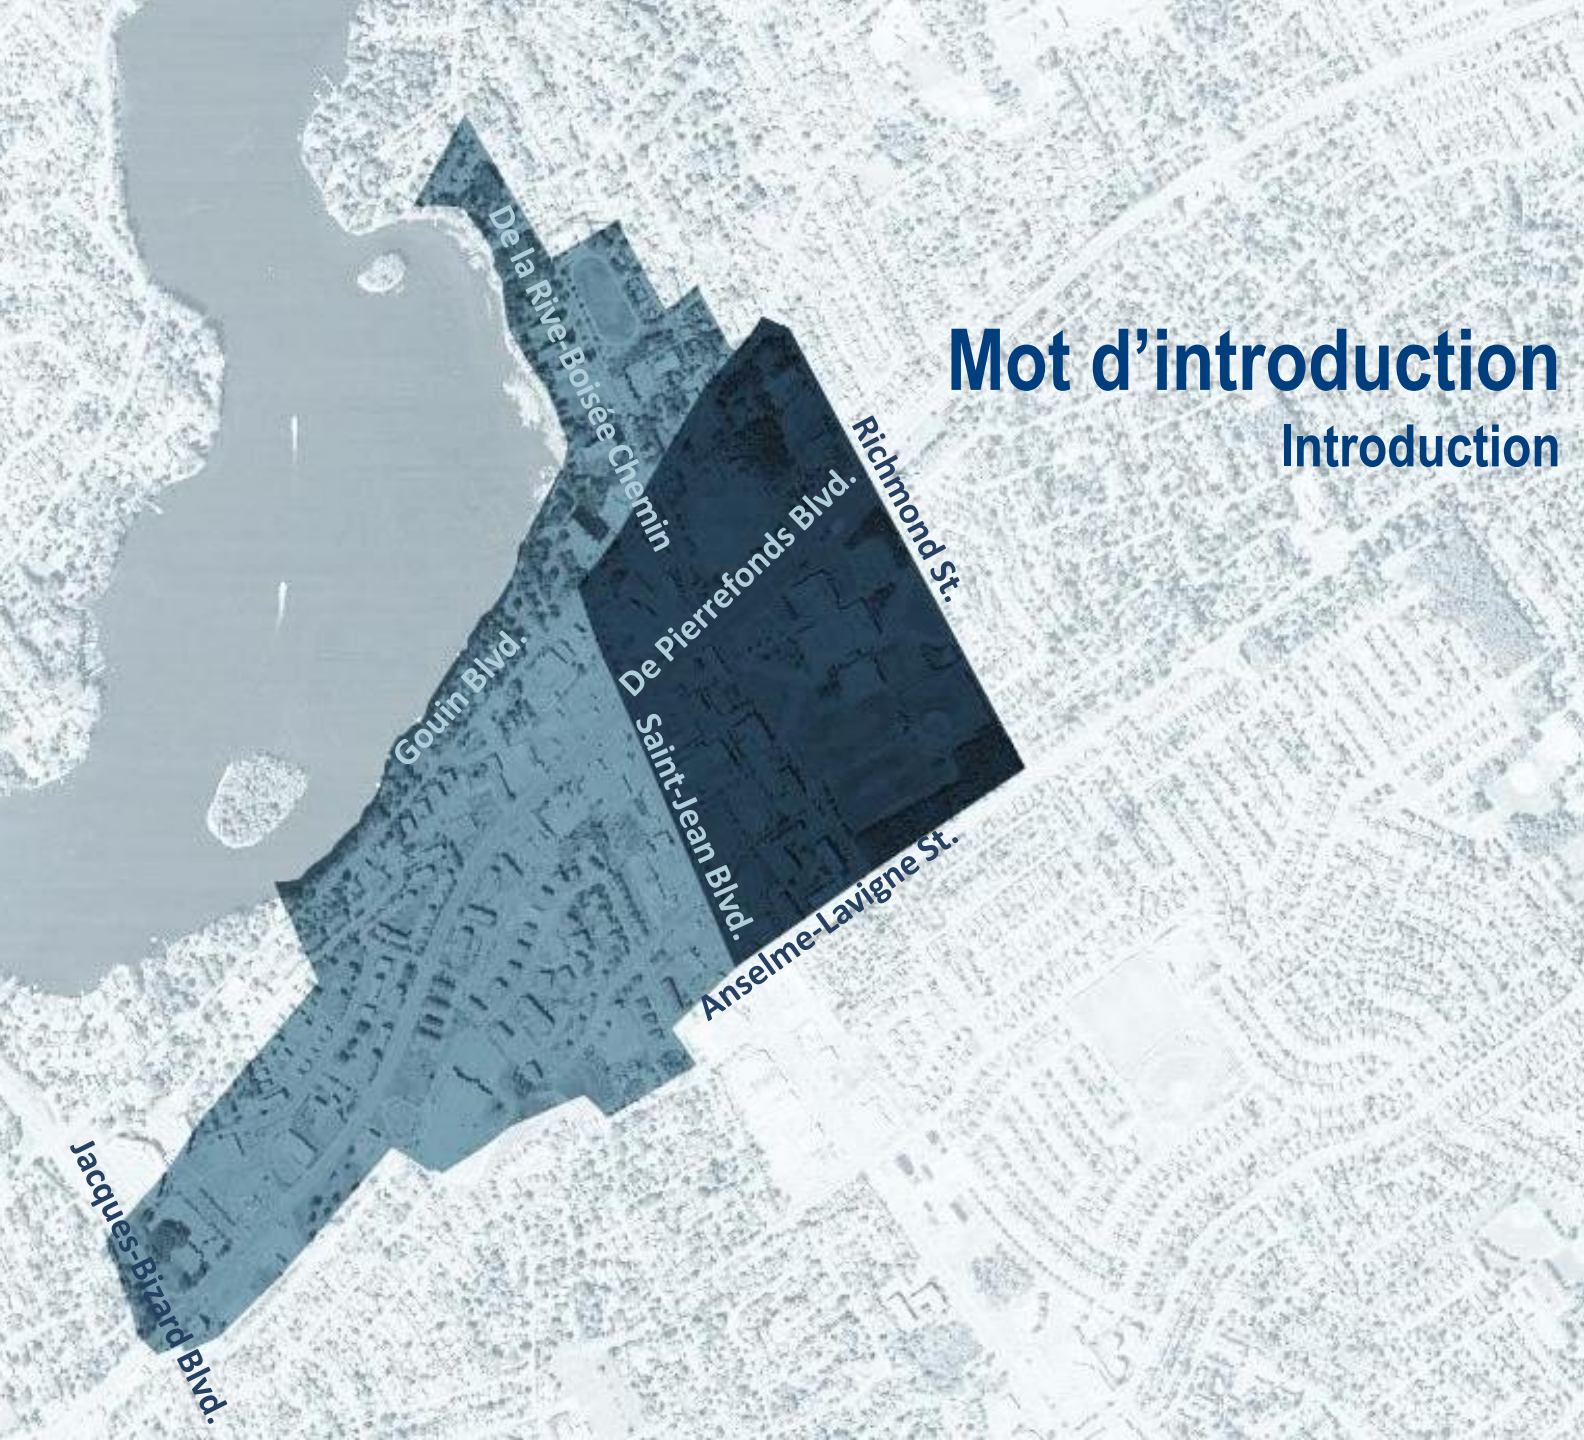 Mot d’introduction
Introduction
De la Rive-Boisée Chemin
Richmond St.
De Pierrefonds Blvd.
Gouin Blvd.
Saint-Jean Blvd.
Anselme-Lavigne St.
Jacques-Bizard Blvd.